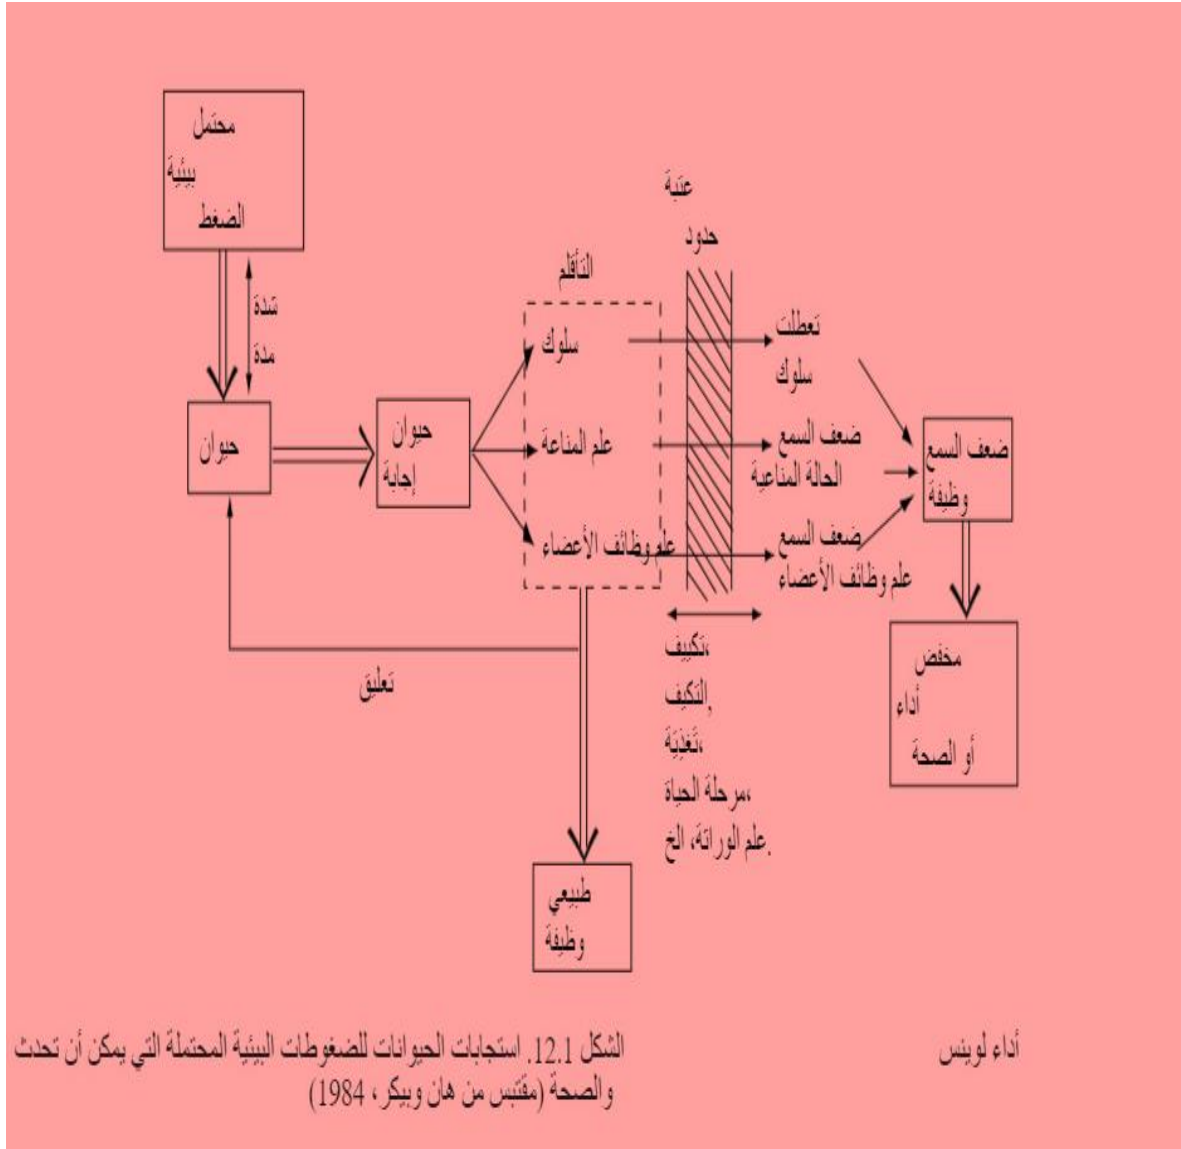 محتمل
بيئية
الضغط
شدة
مدة
حيوان
حيوان
إجابة
التأقلم
سلوك
علم المناعة
علم وظائف الأعضاء
عتبة
حدود
تعطلت
سلوك
ضعف السمع
الحالة المناعية
ضعف السمع
علم وظائف الأعضاء
ضعف السمع
وظيفة
مخفض
أداء
أو الصحة
تعليق
تكييف،
التكيف,
تغذية،
مرحلة الحياة،
علم الوراثة، الخ.
طبيعي
وظيفة
الشكل 12.1. استجابات الحيوانات للضغوطات البيئية المحتملة التي يمكن أن تحدث
والصحة (مقتبس من هان وبيكر، 1984)
أداء لوينس